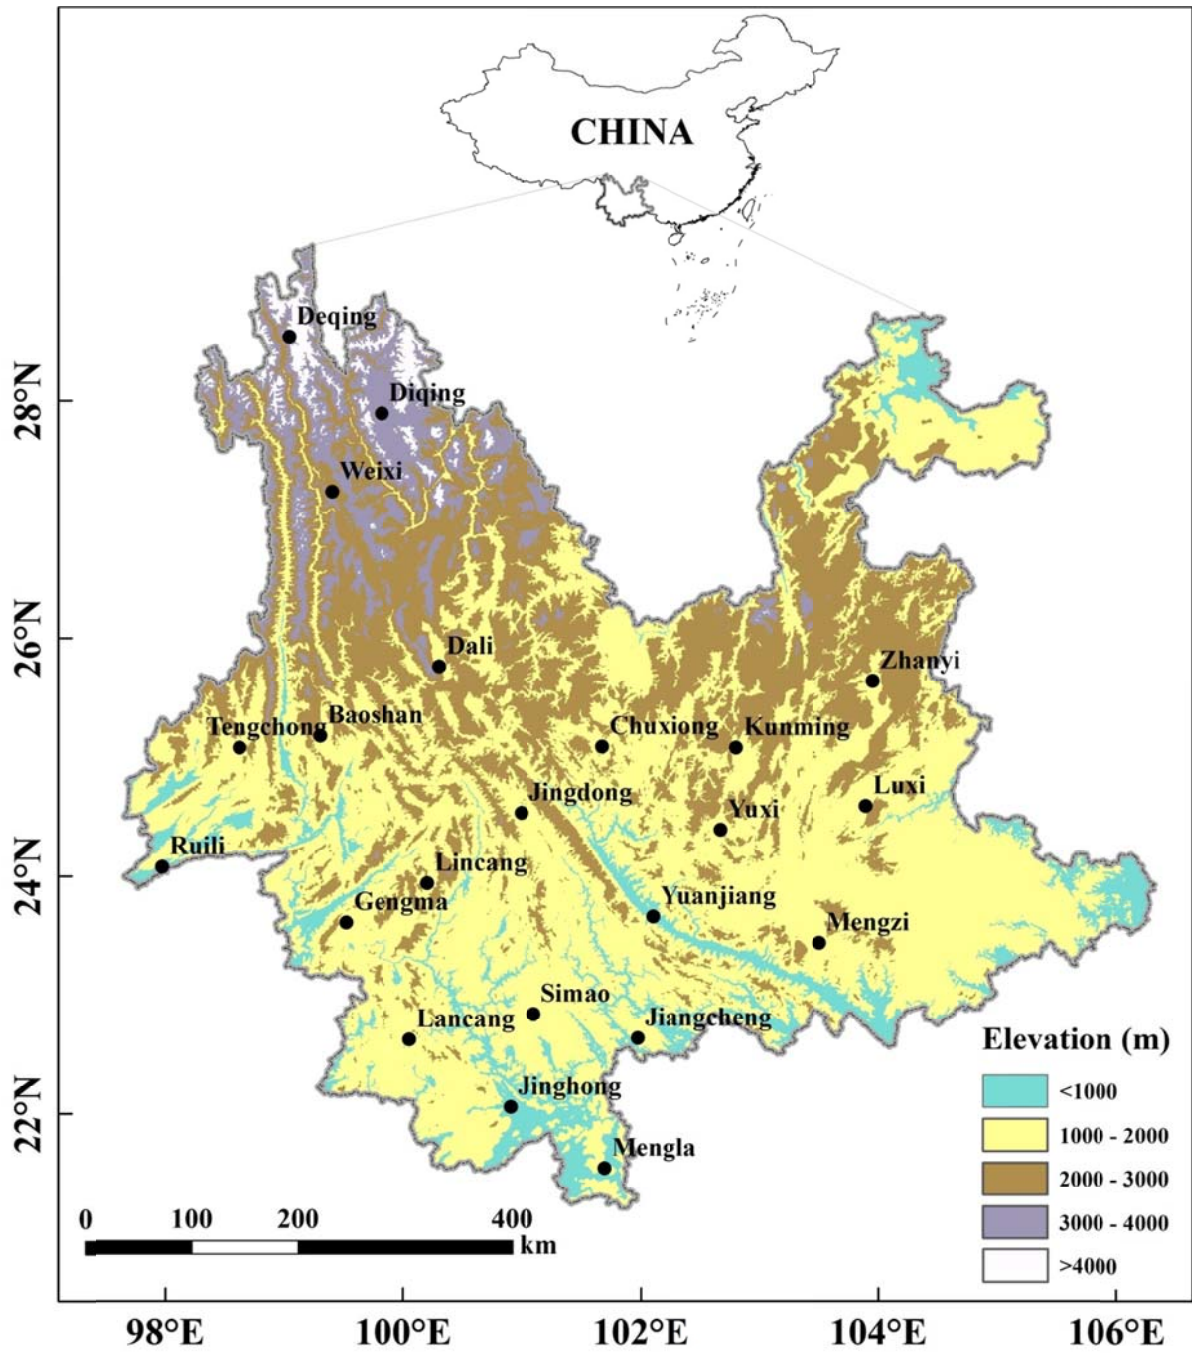 CHINA
Deqing
Diqing
28°N
Weixi
26°N
Dali
Zhanyi
Tengchong
Baoshan
Chuxiong
Kunming
Jingdong
Luxi
Yuxi
Ruili
24°N
Lincang
Gengma
Yuanjiang
Mengzi
Simao
Lancang
Jiangcheng
Jinghong
22°N
Mengla
Elevation (m)
<1000
1000 - 2000
2000 - 3000
3000 - 4000
>4000
0 100 200 400
km
98°E 100°E 102°E 104°E 106°E